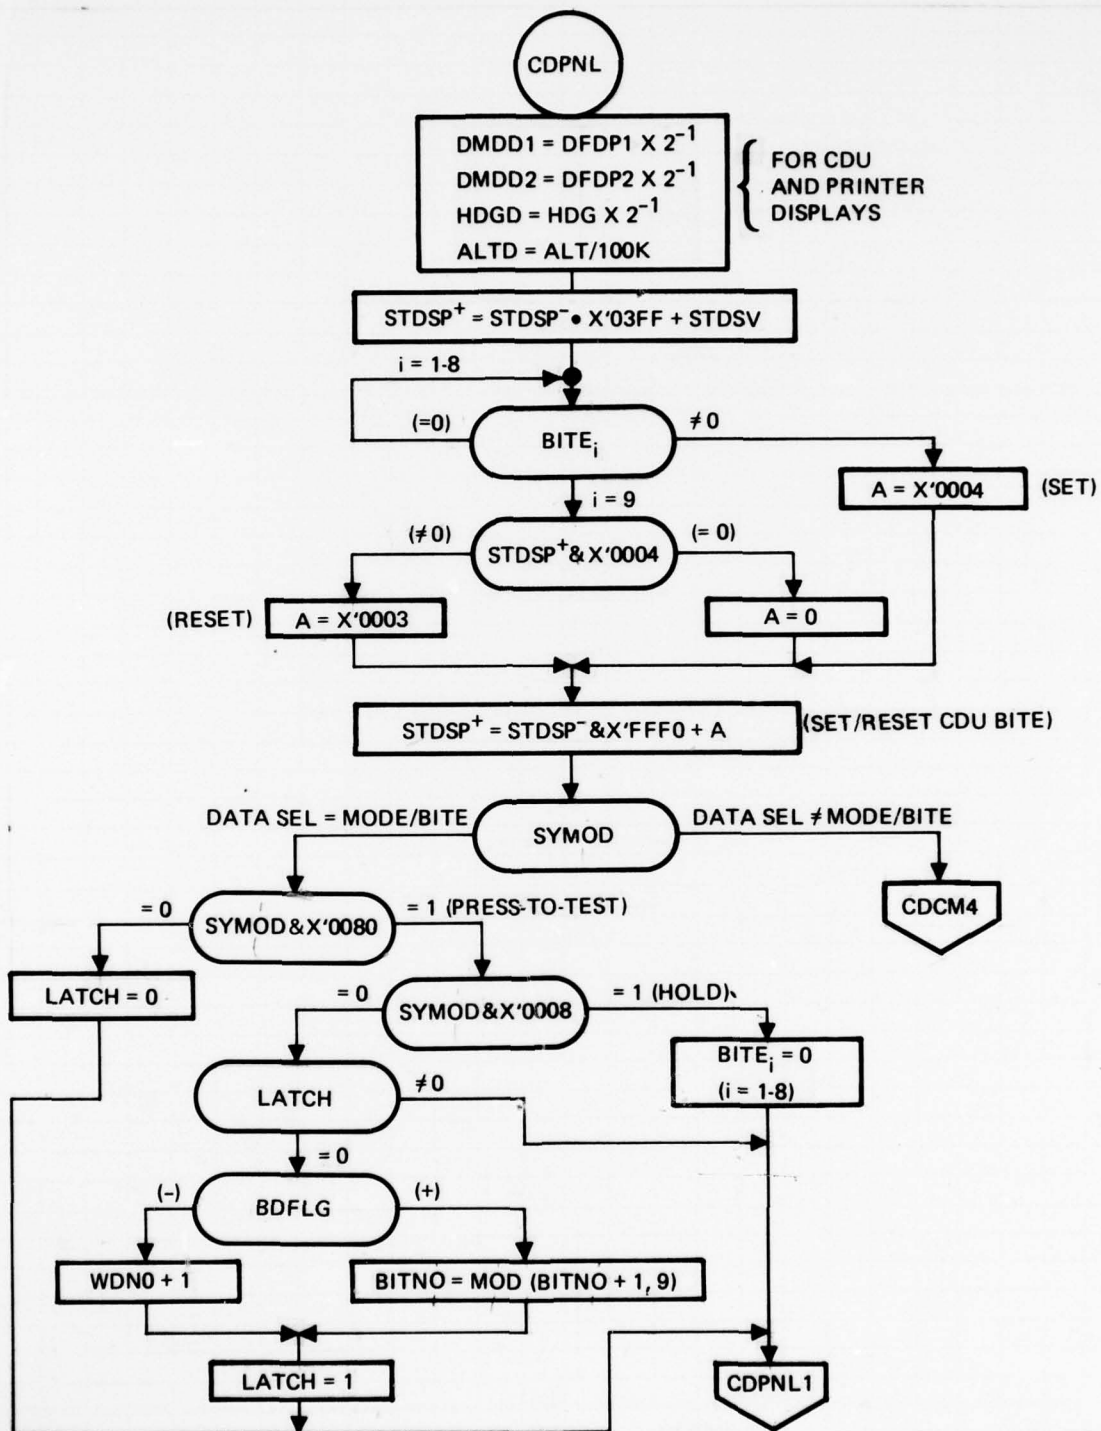 CDPNL
DMDD1 = DFDP1 X 2⁻¹
DMDD2 = DFDP2 X 2⁻¹
HDGD = HDG X 2⁻¹
ALTD = ALT/100K
FOR CDU
AND PRINTER
DISPLAYS
STDSP⁺ = STDSP⁻ • X'03FF + STDSV
i = 1-8
(=0)
BITEᵢ
≠0
A = X'0004
(SET)
i = 9
(≠0)
STDSP⁺&X'0004
(= 0)
(RESET)
A = X'0003
A = 0
STDSP⁺ = STDSP⁻&X'FFF0 + A
(SET/RESET CDU BITE)
DATA SEL = MODE/BITE
SYMOD
DATA SEL ≠ MODE/BITE
CDCM4
= 0
SYMOD&X'0080
= 1 (PRESS-TO-TEST)
LATCH = 0
= 0
SYMOD&X'0008
= 1 (HOLD)
BITEᵢ = 0
(i = 1-8)
LATCH
≠0
= 0
(-)
BDFLG
(+)
WDN0 + 1
BITNO = MOD (BITNO + 1, 9)
LATCH = 1
CDPNL1